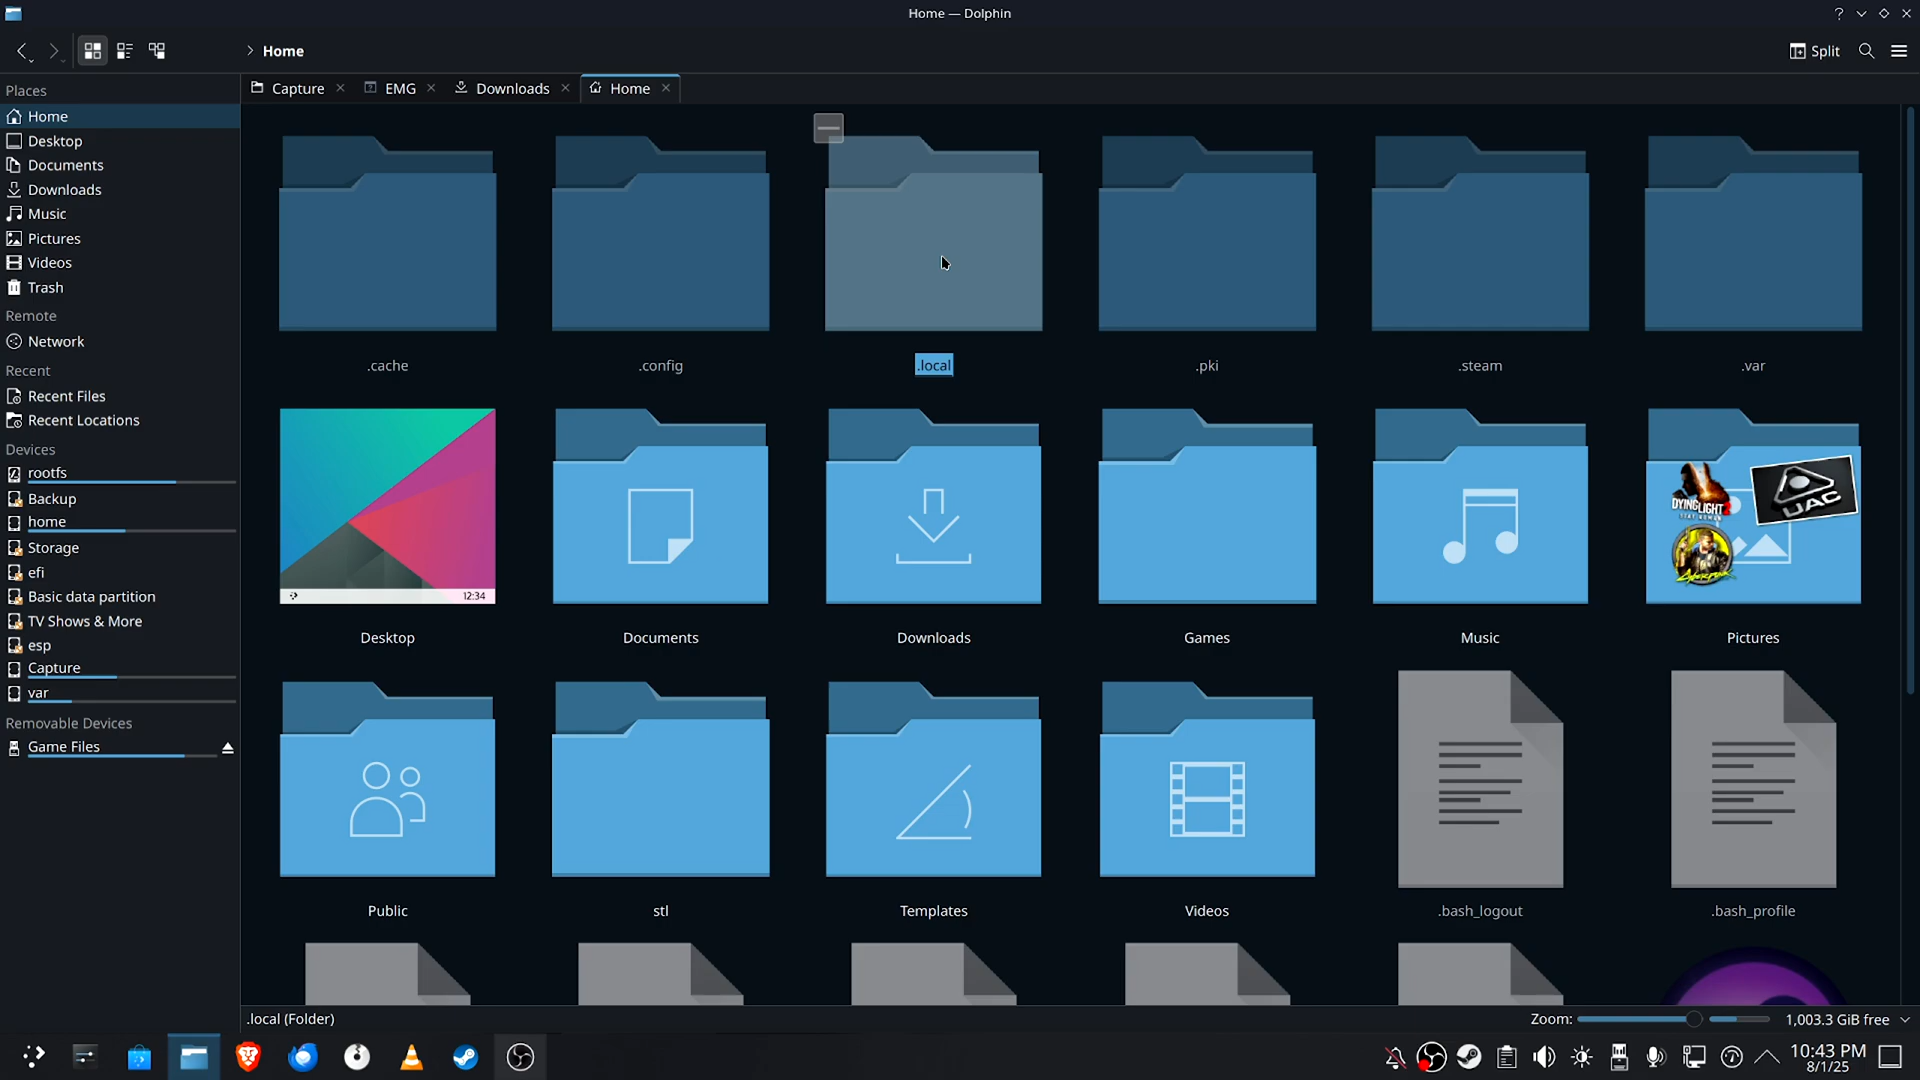 Home — Dolphin
Home
Split
Places
Home
Desktop
Documents
Downloads
Music
Pictures
Videos
Trash
Remote
Network
Recent
Recent Files
Recent Locations
Devices
rootfs
Backup
home
Storage
efi
Basic data partition
TV Shows & More
esp
Capture
var
Removable Devices
Game Files
Capture
EMG
Downloads
Home
.cache
.config
.local
.pki
.steam
.var
12:34
DYING LIGHT 2
UAC
Cyberpunk
Desktop
Documents
Downloads
Games
Music
Pictures
Public
stl
Templates
Videos
.bash_logout
.bash_profile
.local (Folder)
Zoom:
1,003.3 GiB free
10:43 PM
8/1/25